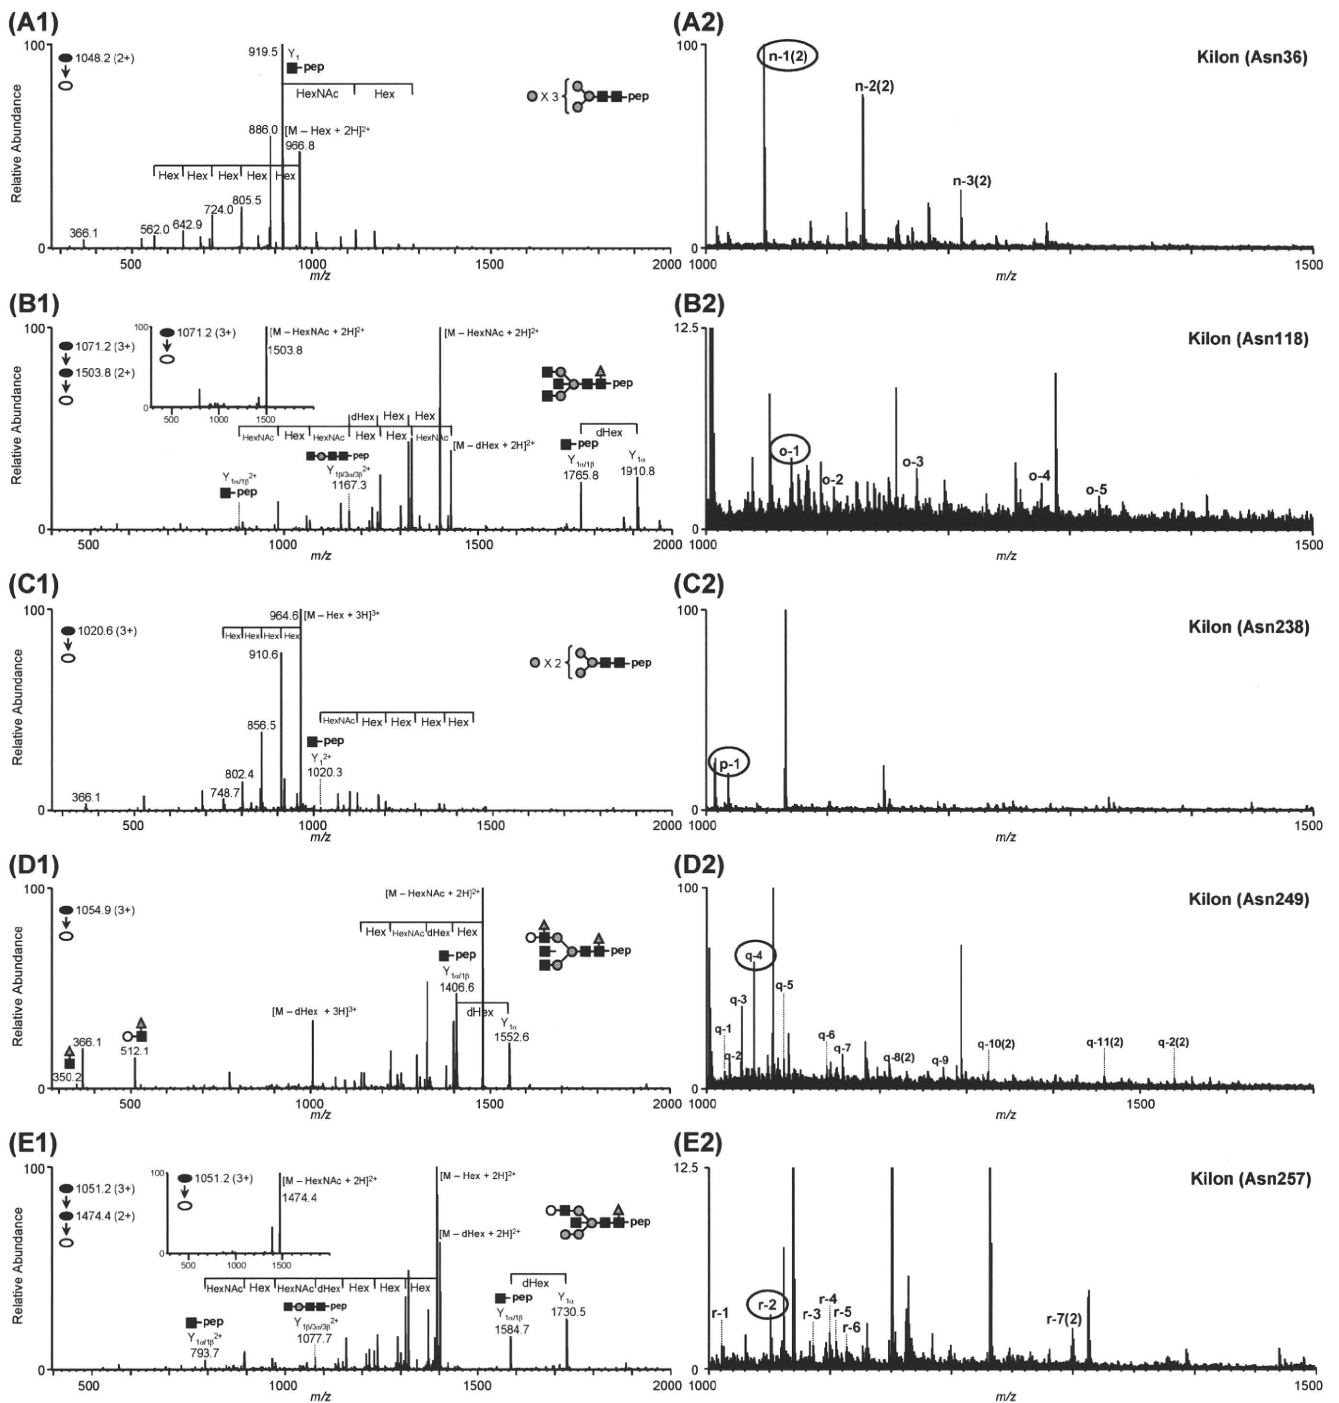 (A1)
100
1048.2 (2+)
919.5
Y1
pep
HexNAc
Hex
X 3
pep
886.0
[M – Hex + 2H]2+
966.8
Hex
Hex
Hex
Hex
Hex
805.5
724.0
642.9
562.0
366.1
Relative Abundance
0
500
1000
1500
2000
m/z
(A2)
100
n-1(2)
n-2(2)
n-3(2)
Kilon (Asn36)
0
1000
1500
m/z
(B1)
100
1071.2 (3+)
1503.8 (2+)
100
1071.2 (3+)
[M – HexNAc + 2H]2+
1503.8
0
500
1000
1500
[M – HexNAc + 2H]2+
pep
dHex
Hex
Hex
HexNAc
Hex
HexNAc
Hex
Hex
HexNAc
[M – dHex + 2H]2+
pep
Y1β/3α/3β2+
1167.3
Y1α/1β2+
pep
pep
dHex
Y1α/1β
1765.8
Y1α
1910.8
Relative Abundance
0
500
1000
1500
2000
m/z
(B2)
12.5
o-1
o-2
o-3
o-4
o-5
Kilon (Asn118)
0
1000
1500
m/z
(C1)
100
1020.6 (3+)
964.6
[M – Hex + 3H]3+
Hex
Hex
Hex
Hex
910.6
X 2
pep
856.5
HexNAc
Hex
Hex
Hex
Hex
pep
Y12+
1020.3
802.4
748.7
366.1
Relative Abundance
0
500
1000
1500
2000
m/z
(C2)
100
p-1
Kilon (Asn238)
0
1000
1500
m/z
(D1)
100
1054.9 (3+)
[M – HexNAc + 2H]2+
Hex
HexNAc
dHex
Hex
pep
pep
Y1α/1β
1406.6
dHex
[M – dHex + 3H]3+
Y1α
1552.6
366.1
512.1
350.2
Relative Abundance
0
500
1000
1500
2000
m/z
(D2)
100
q-1
q-2
q-3
q-4
q-5
q-6
q-7
q-8(2)
q-9
q-10(2)
q-11(2)
q-2(2)
Kilon (Asn249)
0
1000
1500
m/z
(E1)
100
1051.2 (3+)
1474.4 (2+)
100
1051.2 (3+)
[M – HexNAc + 2H]2+
1474.4
0
500
1000
1500
[M – Hex + 2H]2+
[M – dHex + 2H]2+
pep
HexNAc
Hex
HexNAc
dHex
Hex
Hex
Hex
pep
Y1β/3α/3β2+
1077.7
pep
Y1α/1β2+
793.7
dHex
pep
Y1α/1β
1584.7
Y1α
1730.5
Relative Abundance
0
500
1000
1500
2000
m/z
(E2)
12.5
r-1
r-2
r-3
r-4
r-5
r-6
r-7(2)
Kilon (Asn257)
0
1000
1500
m/z